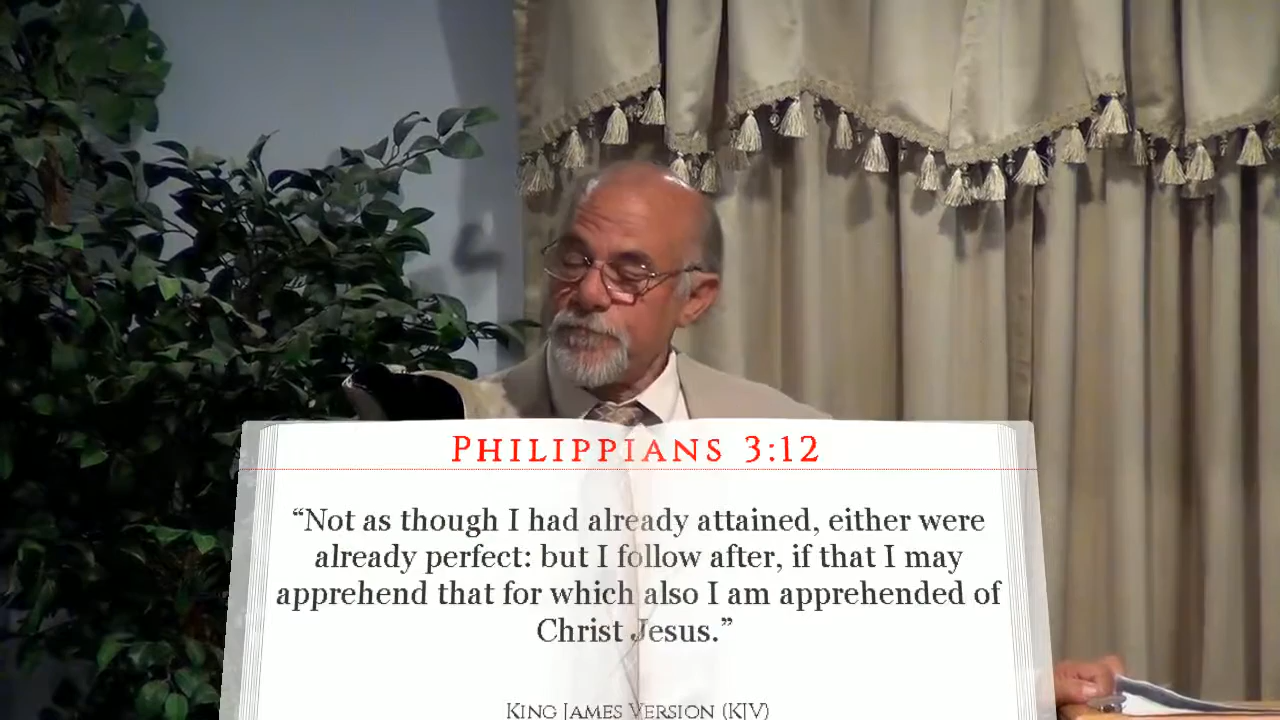 Philippians 3:12
“Not as though I had already attained, either were
already perfect: but I follow after, if that I may
apprehend that for which also I am apprehended of
Christ Jesus.”
King James Version (KJV)